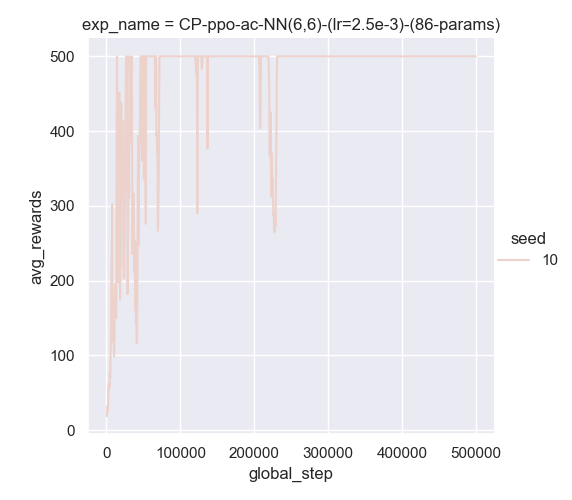 exp_name = CP-ppo-ac-NN(6,6)-(lr=2.5e-3)-(86-params)
500
400
300
200
100
0
avg_rewards
0 100000 200000 300000 400000 500000
global_step
seed
10